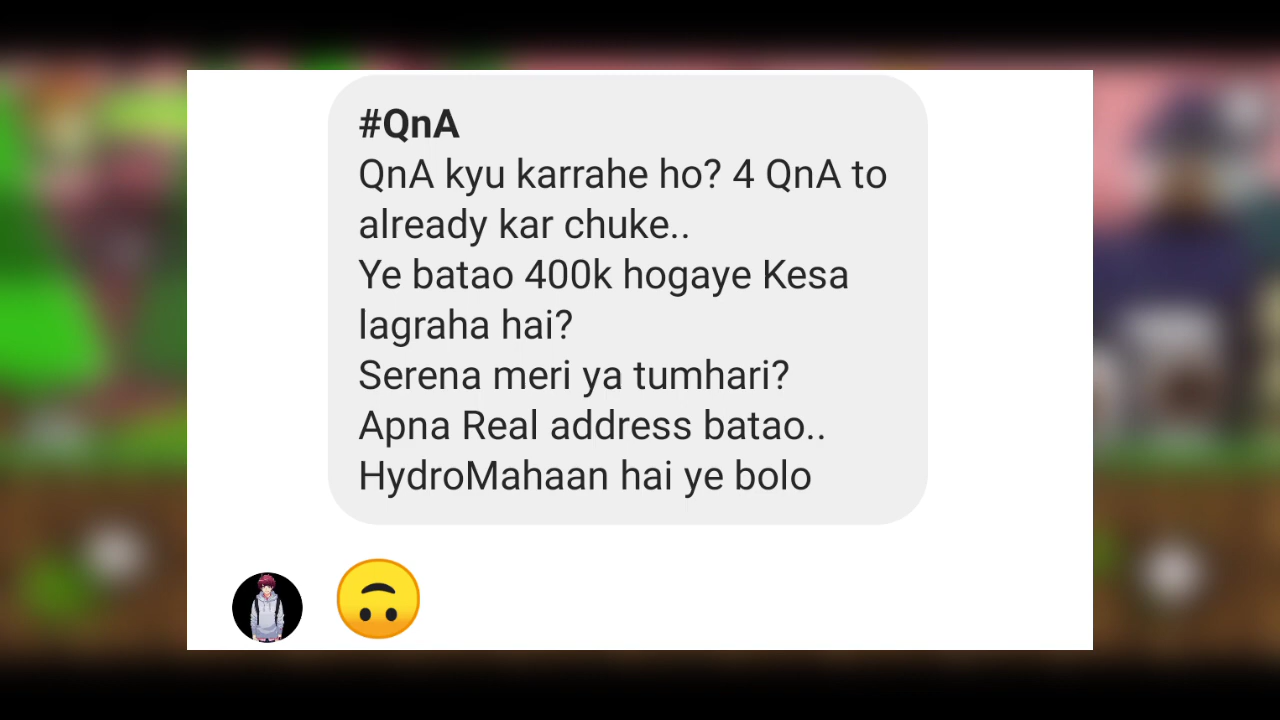 #QnA
QnA kyu karrahe ho? 4 QnA to
already kar chuke..
Ye batao 400k hogaye Kesa
lagraha hai?
Serena meri ya tumhari?
Apna Real address batao..
HydroMahaan hai ye bolo
🙃